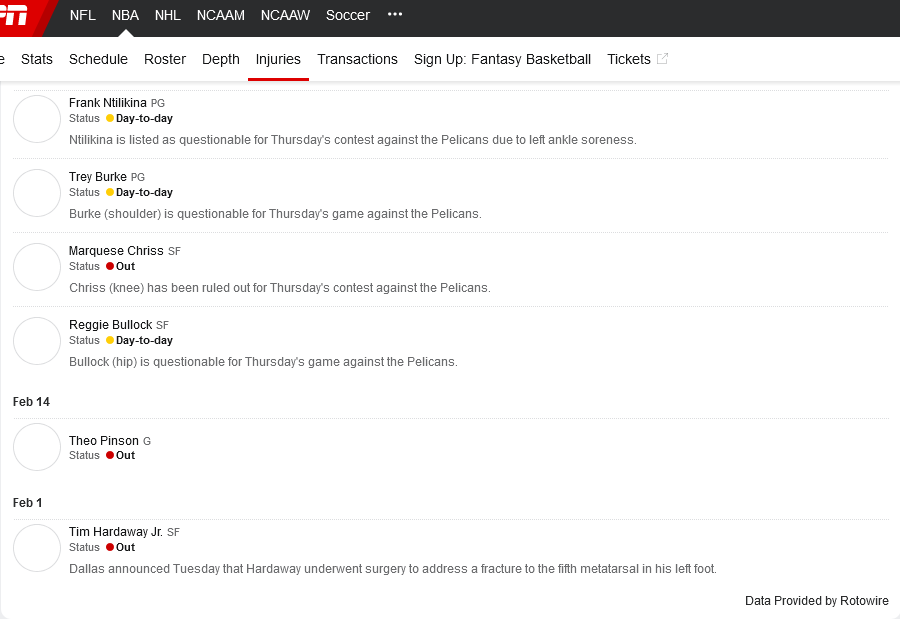 NFL NBA NHL NCAAM NCAAW Soccer •••
e Stats Schedule Roster Depth Injuries Transactions Sign Up: Fantasy Basketball Tickets
Frank Ntilikina PG
Status Day-to-day
Ntilikina is listed as questionable for Thursday's contest against the Pelicans due to left ankle soreness.
Trey Burke PG
Status Day-to-day
Burke (shoulder) is questionable for Thursday's game against the Pelicans.
Marquese Chriss SF
Status Out
Chriss (knee) has been ruled out for Thursday's contest against the Pelicans.
Reggie Bullock SF
Status Day-to-day
Bullock (hip) is questionable for Thursday's game against the Pelicans.
Feb 14
Theo Pinson G
Status Out
Feb 1
Tim Hardaway Jr. SF
Status Out
Dallas announced Tuesday that Hardaway underwent surgery to address a fracture to the fifth metatarsal in his left foot.
Data Provided by Rotowire